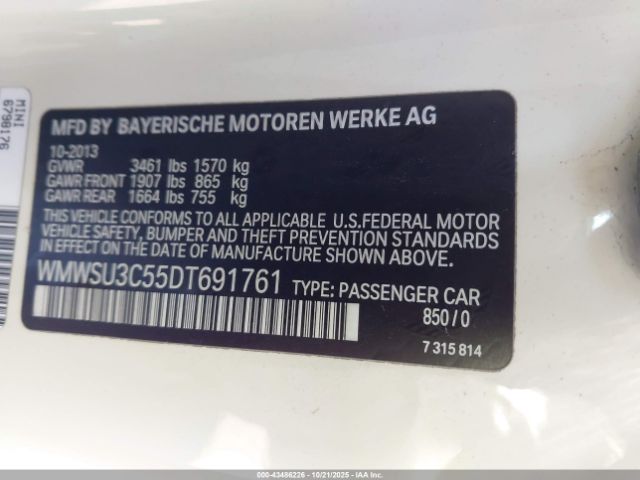 MINI
6798176
MFD BY BAYERISCHE MOTOREN WERKE AG
10-2013
GVWR 3461 lbs 1570 kg
GAWR FRONT 1907 lbs 865 kg
GAWR REAR 1664 lbs 755 kg
THIS VEHICLE CONFORMS TO ALL APPLICABLE U.S.FEDERAL MOTOR
VEHICLE SAFETY, BUMPER AND THEFT PREVENTION STANDARDS
IN EFFECT ON THE DATE OF MANUFACTURE SHOWN ABOVE.
WMWSU3C55DT691761 TYPE: PASSENGER CAR
850/0
7 315 814
000-43486226 - 10/21/2025 - IAAI.COM